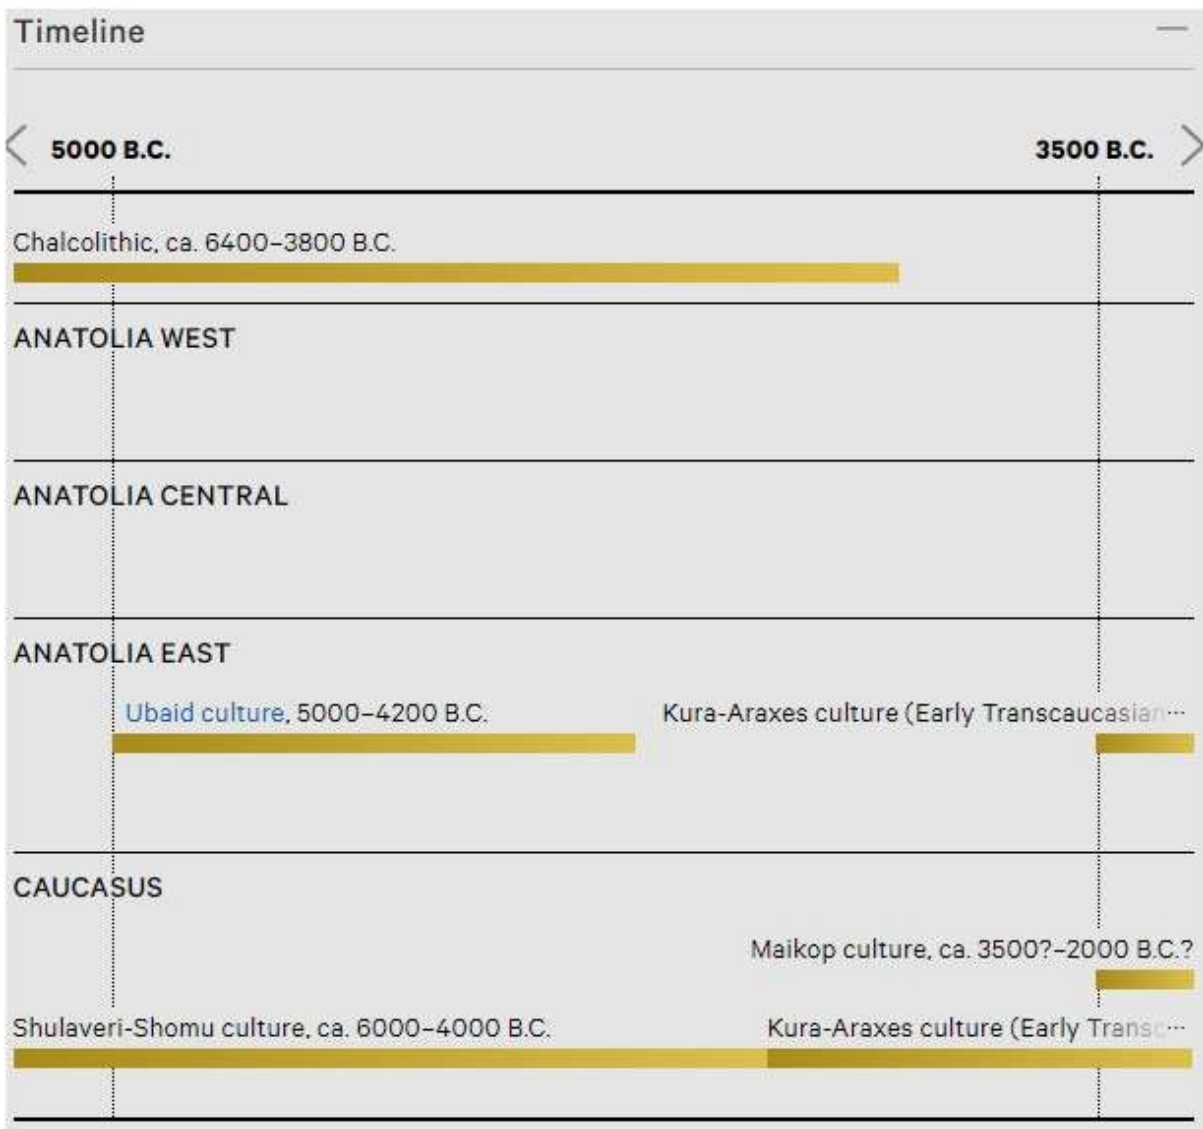 Timeline
5000 B.C. 3500 B.C.
Chalcolithic, ca. 6400–3800 B.C.
ANATOLIA WEST
ANATOLIA CENTRAL
ANATOLIA EAST
Ubaid culture, 5000–4200 B.C. Kura-Araxes culture (Early Transcaucasian...
CAUCASUS
Maikop culture, ca. 3500?–2000 B.C.?
Shulaveri-Shomu culture, ca. 6000–4000 B.C. Kura-Araxes culture (Early Transc...